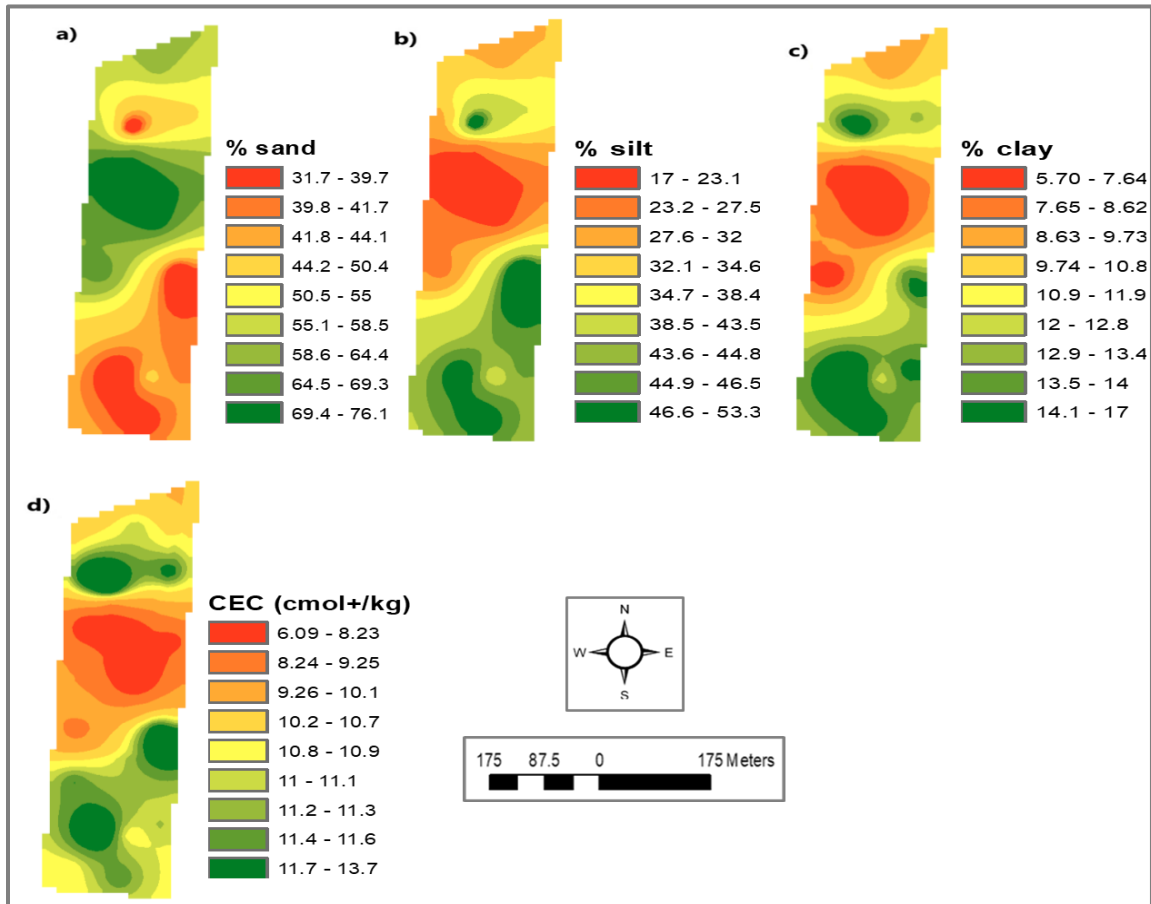 a)
% sand
31.7 - 39.7
39.8 - 41.7
41.8 - 44.1
44.2 - 50.4
50.5 - 55
55.1 - 58.5
58.6 - 64.4
64.5 - 69.3
69.4 - 76.1
b)
% silt
17 - 23.1
23.2 - 27.5
27.6 - 32
32.1 - 34.6
34.7 - 38.4
38.5 - 43.5
43.6 - 44.8
44.9 - 46.5
46.6 - 53.3
c)
% clay
5.70 - 7.64
7.65 - 8.62
8.63 - 9.73
9.74 - 10.8
10.9 - 11.9
12 - 12.8
12.9 - 13.4
13.5 - 14
14.1 - 17
d)
CEC (cmol+/kg)
6.09 - 8.23
8.24 - 9.25
9.26 - 10.1
10.2 - 10.7
10.8 - 10.9
11 - 11.1
11.2 - 11.3
11.4 - 11.6
11.7 - 13.7
N
W E
S
175 87.5 0 175 Meters